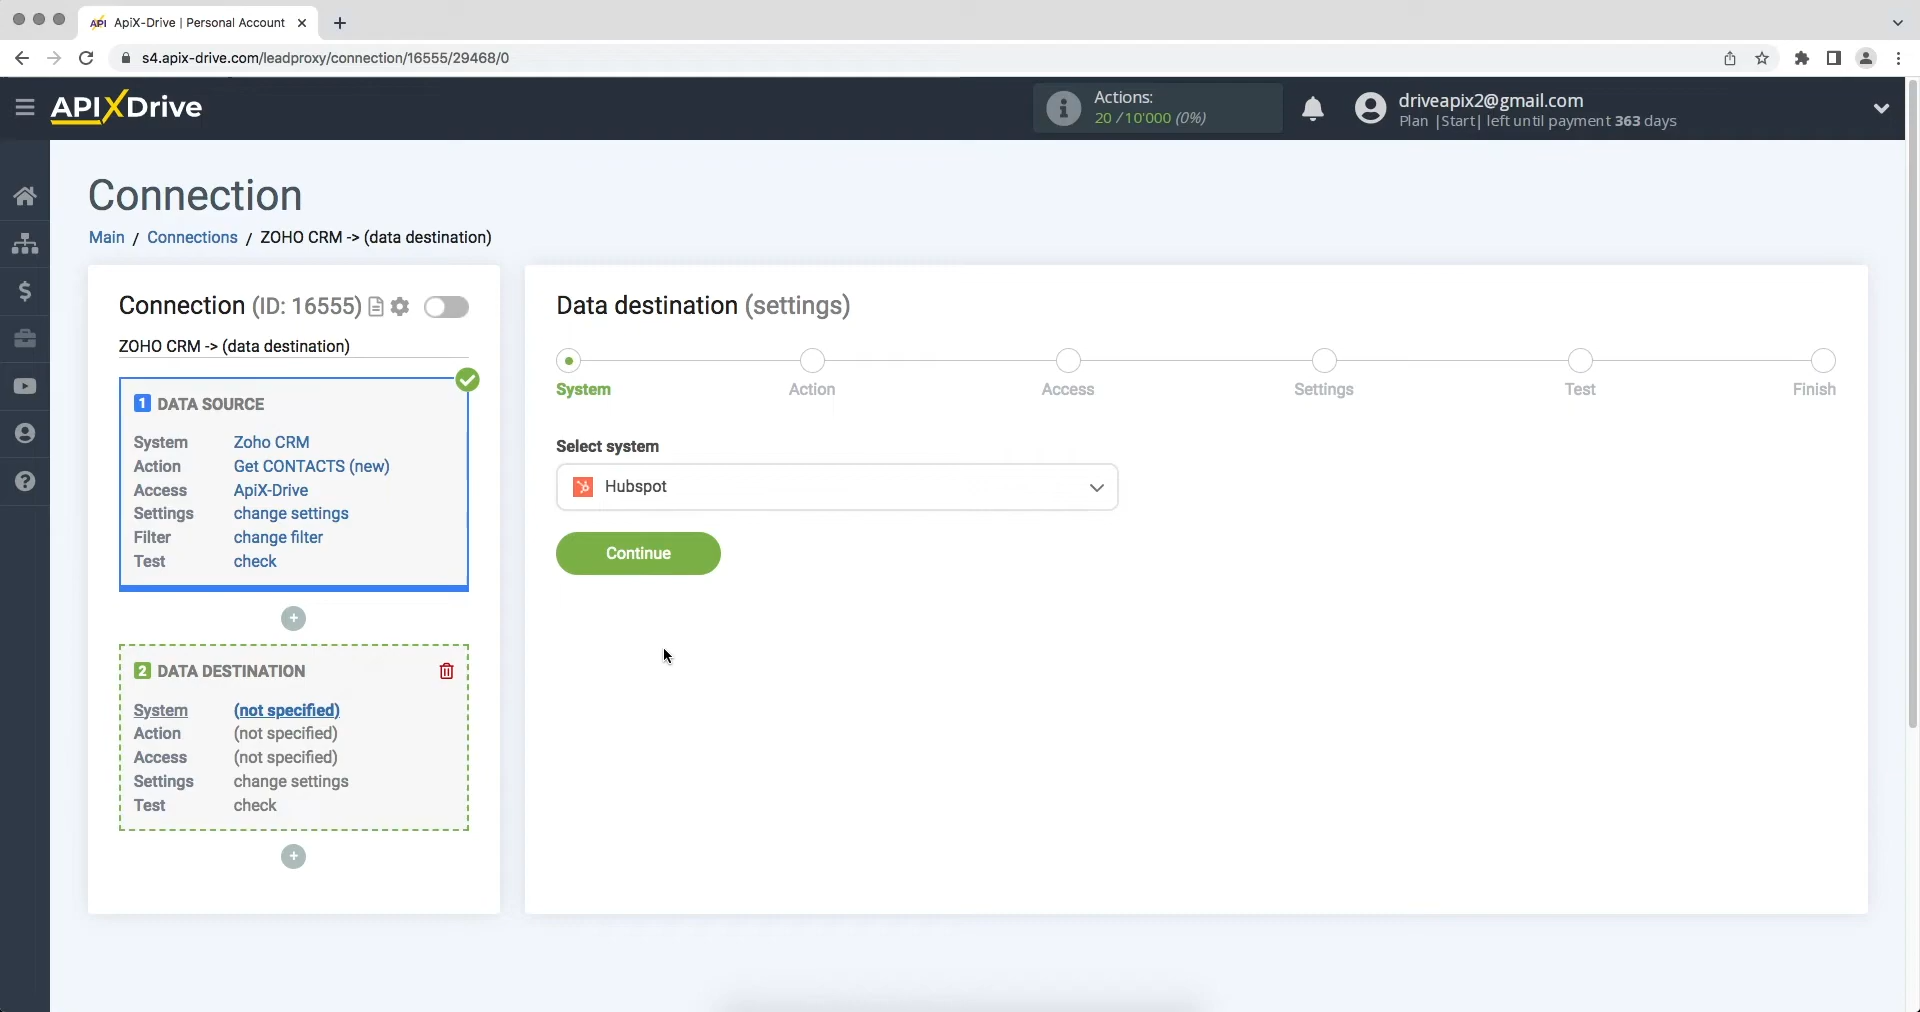 API ApiX-Drive | Personal Account
s4.apix-drive.com/leadproxy/connection/16555/29468/0
APIXDrive
Actions:
20 /10'000 (0%)
driveapix2@gmail.com
Plan |Start| left until payment 363 days
Connection
Main / Connections / ZOHO CRM -> (data destination)
Connection (ID: 16555)
ZOHO CRM -> (data destination)
1 DATA SOURCE
System Zoho CRM
Action Get CONTACTS (new)
Access ApiX-Drive
Settings change settings
Filter change filter
Test check
2 DATA DESTINATION
System (not specified)
Action (not specified)
Access (not specified)
Settings change settings
Test check
Data destination (settings)
System Action Access Settings Test Finish
Select system
Hubspot
Continue